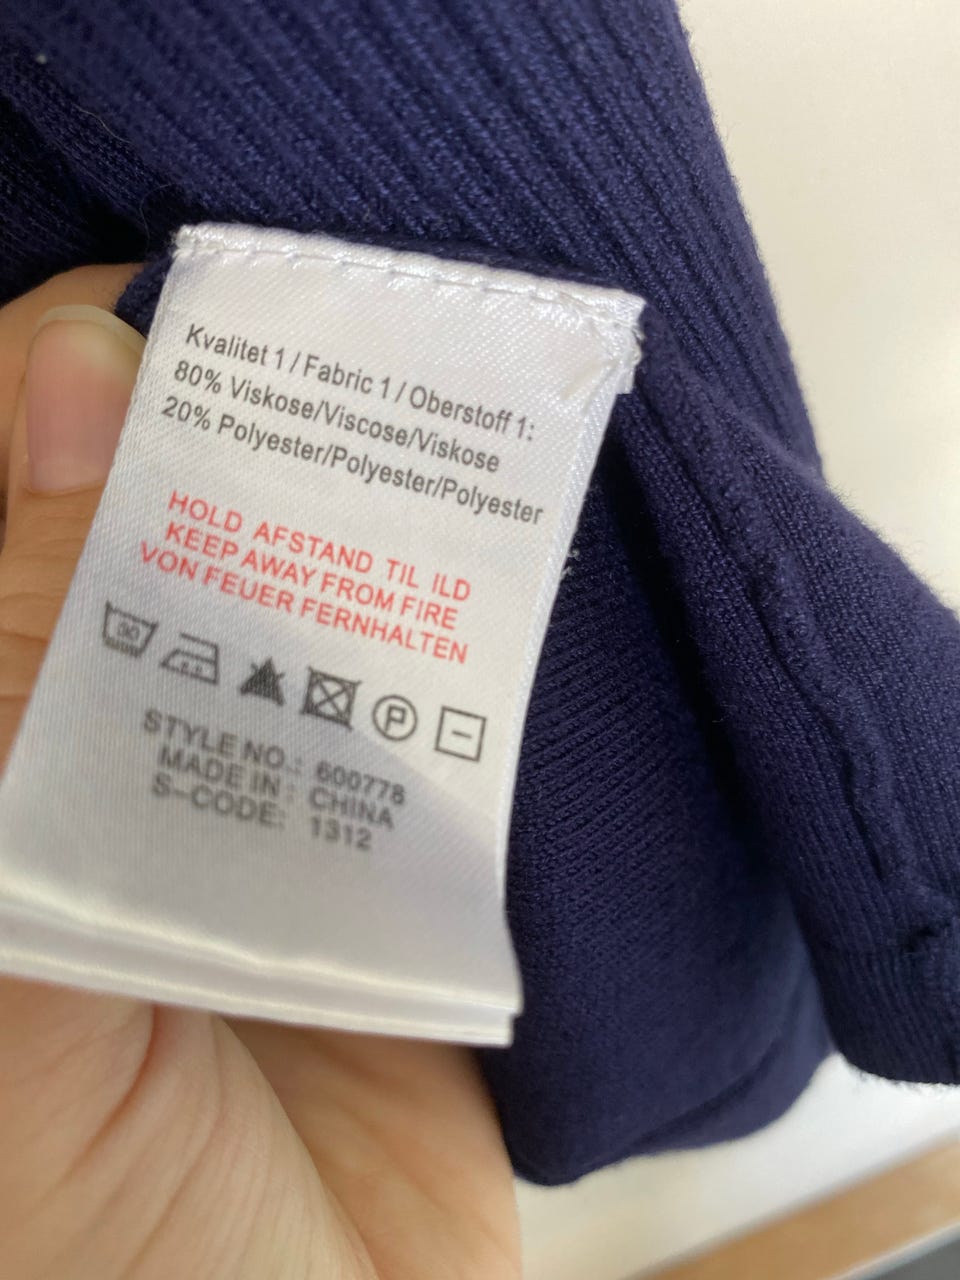 Kvalitet 1 / Fabric 1 / Oberstoff 1:
80% Viskose/Viscose/Viskose
20% Polyester/Polyester/Polyester
HOLD AFSTAND TIL ILD
KEEP AWAY FROM FIRE
VON FEUER FERNHALTEN
30 P
STYLE NO.: 600778
MADE IN : CHINA
S-CODE: 1312